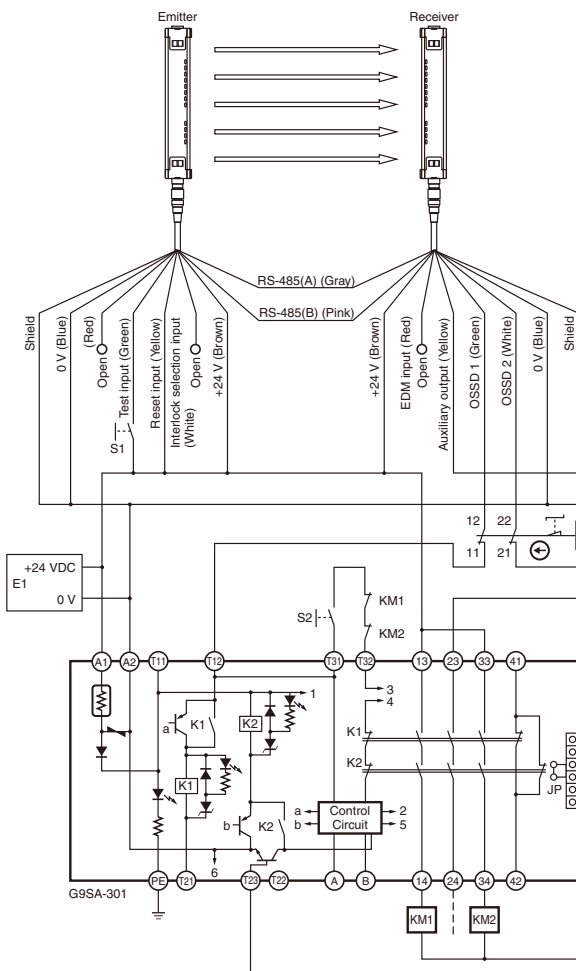 Emitter
Receiver
RS-485(A) (Gray)
RS-485(B) (Pink)
Shield
0 V (Blue)
(Red)
Open
Test input (Green)
S1
Reset input (Yellow)
Interlock selection input
(White)
Open
+24 V (Brown)
+24 V (Brown)
EDM input (Red)
Open
Auxiliary output (Yellow)
OSSD 1 (Green)
OSSD 2 (White)
0 V (Blue)
Shield
12
22
11
21
+24 VDC
E1
0 V
S2
KM1
KM2
A1
A2
T11
T12
T31
T32
13
23
33
41
1
3
4
a
K1
K2
K1
K2
K1
b
K2
JP
a
b
Control
Circuit
2
5
6
G9SA-301
PE
T21
T23
T22
A
B
14
24
34
42
KM1
KM2